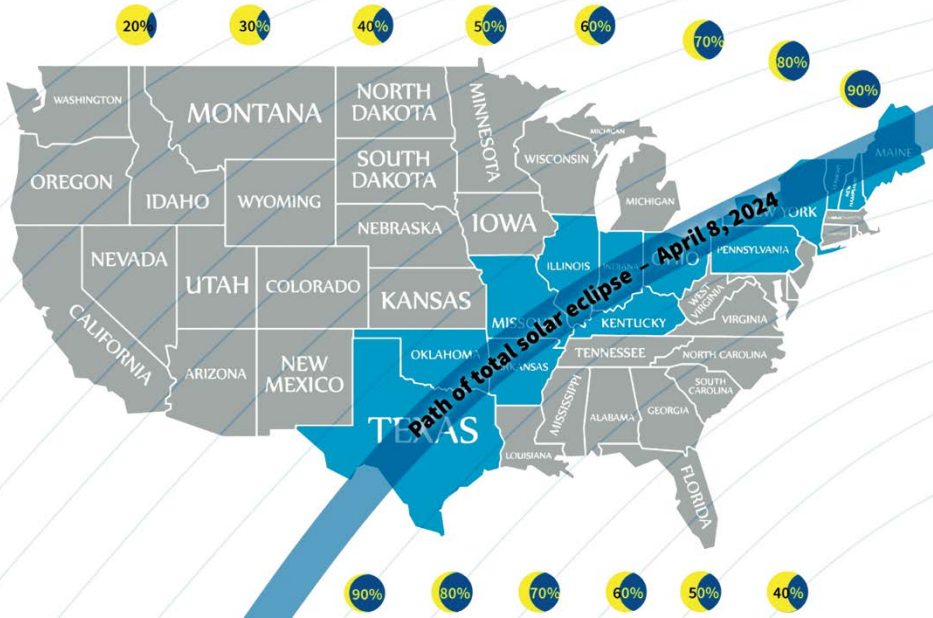 20%
30%
40%
50%
60%
70%
80%
90%
WASHINGTON
MONTANA
NORTH
DAKOTA
MINNESOTA
MICHIGAN
MAINE
OREGON
IDAHO
WYOMING
SOUTH
DAKOTA
WISCONSIN
MICHIGAN
NEW YORK
NEVADA
UTAH
COLORADO
NEBRASKA
IOWA
ILLINOIS
INDIANA
OHIO
PENNSYLVANIA
CALIFORNIA
KANSAS
MISSOURI
KENTUCKY
WEST
VIRGINIA
VIRGINIA
ARIZONA
NEW
MEXICO
OKLAHOMA
ARKANSAS
TENNESSEE
NORTH CAROLINA
SOUTH
CAROLINA
TEXAS
LOUISIANA
MISSISSIPPI
ALABAMA
GEORGIA
FLORIDA
Path of total solar eclipse – April 8, 2024
90%
80%
70%
60%
50%
40%